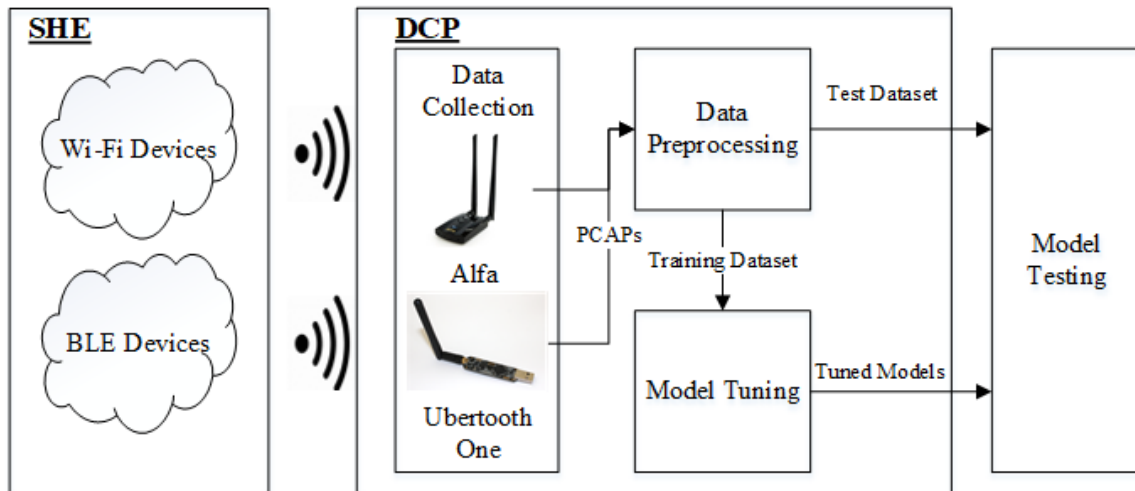 SHE
Wi-Fi Devices
BLE Devices
DCP
Data
Collection
Alfa
Ubertooth
One
PCAPs
Data
Preprocessing
Training Dataset
Model Tuning
Test Dataset
Tuned Models
Model
Testing